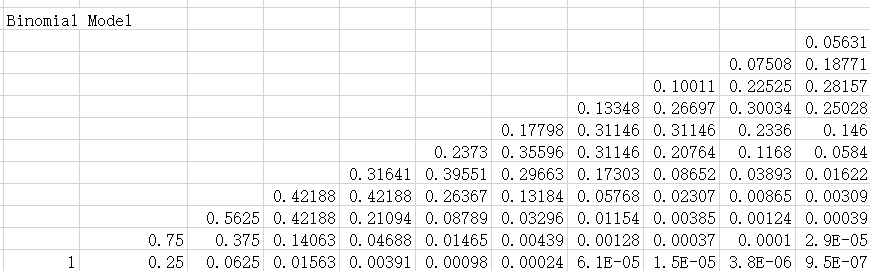 Binomial Model
0.05631
0.07508 0.18771
0.10011 0.22525 0.28157
0.13348 0.26697 0.30034 0.25028
0.17798 0.31146 0.31146 0.2336 0.146
0.2373 0.35596 0.31146 0.20764 0.1168 0.0584
0.31641 0.39551 0.29663 0.17303 0.08652 0.03893 0.01622
0.42188 0.42188 0.26367 0.13184 0.05768 0.02307 0.00865 0.00309
0.5625 0.42188 0.21094 0.08789 0.03296 0.01154 0.00385 0.00124 0.00039
0.75 0.375 0.14063 0.04688 0.01465 0.00439 0.00128 0.00037 0.0001 2.9E-05
1 0.25 0.0625 0.01563 0.00391 0.00098 0.00024 6.1E-05 1.5E-05 3.8E-06 9.5E-07